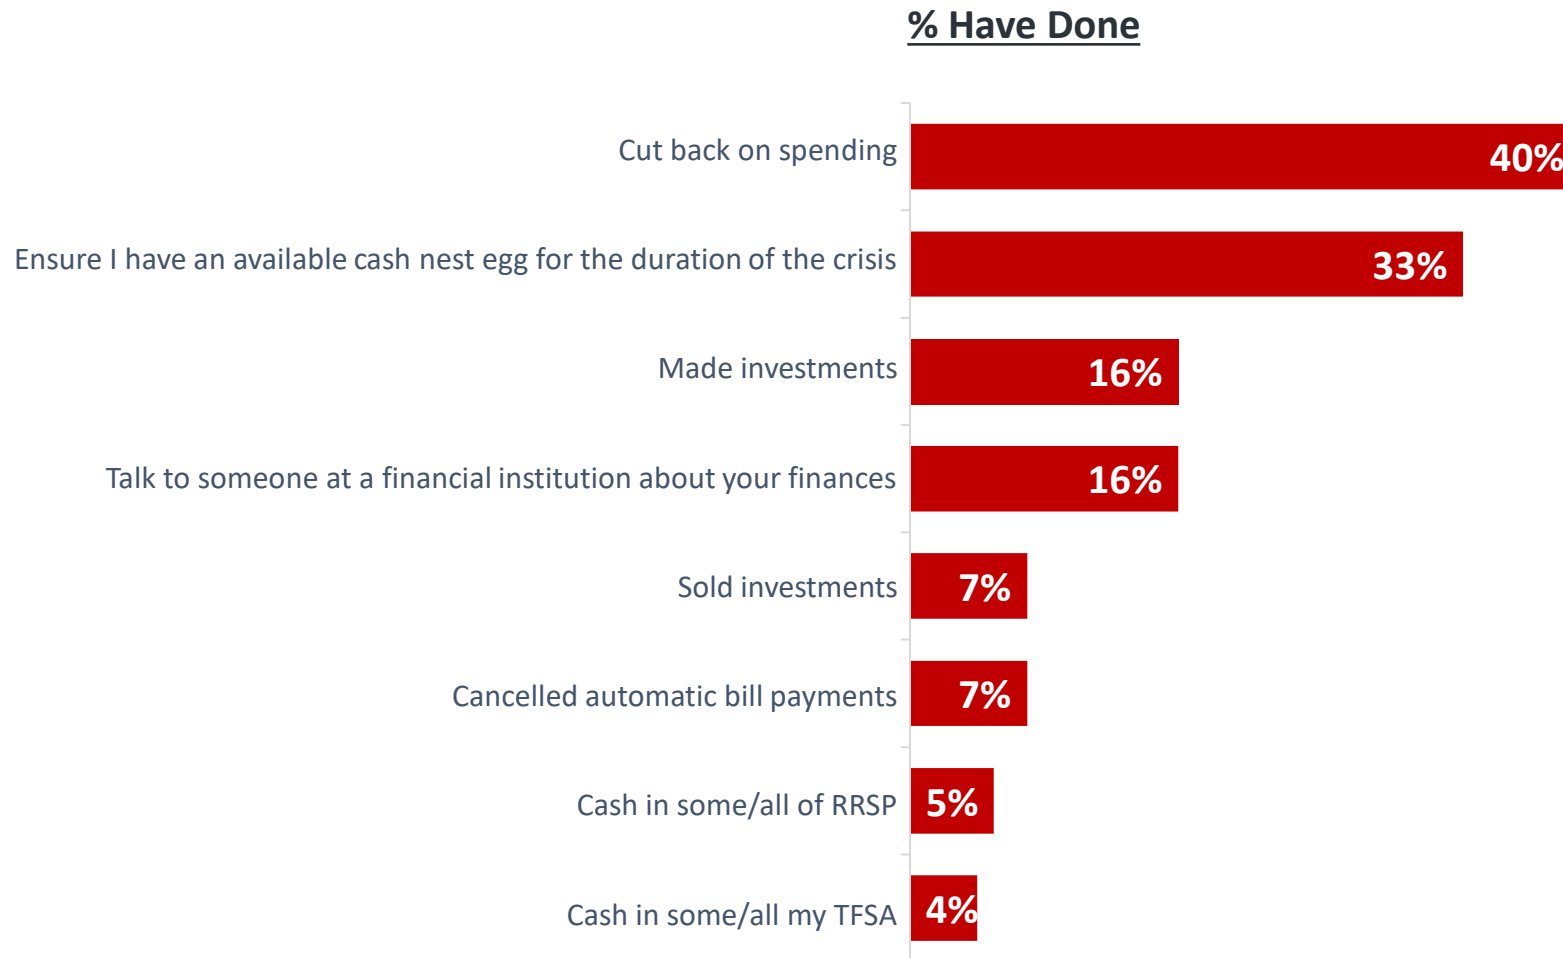 % Have Done
Cut back on spending
40%
Ensure I have an available cash nest egg for the duration of the crisis
33%
Made investments
16%
Talk to someone at a financial institution about your finances
16%
Sold investments
7%
Cancelled automatic bill payments
7%
Cash in some/all of RRSP
5%
Cash in some/all my TFSA
4%